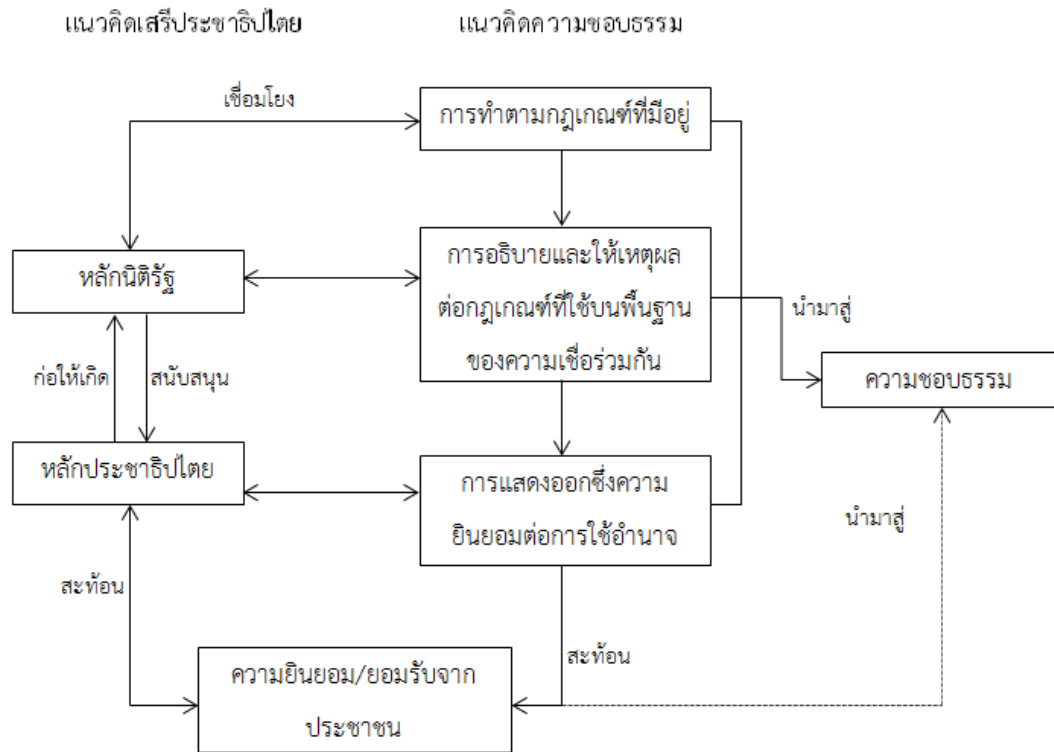 แนวคิดเสรีประชาธิปไตย
แนวคิดความชอบธรรม
เชื่อมโยง
การทำตามกฎเกณฑ์ที่มีอยู่
หลักนิติรัฐ
การอธิบายและให้เหตุผล
ต่อกฎเกณฑ์ที่ใช้บนพื้นฐาน
ของความเชื่อร่วมกัน
นำมาสู่
ก่อให้เกิด
สนับสนุน
ความชอบธรรม
หลักประชาธิปไตย
การแสดงออกซึ่งความ
ยินยอมต่อการใช้อำนาจ
นำมาสู่
สะท้อน
สะท้อน
ความยินยอม/ยอมรับจาก
ประชาชน